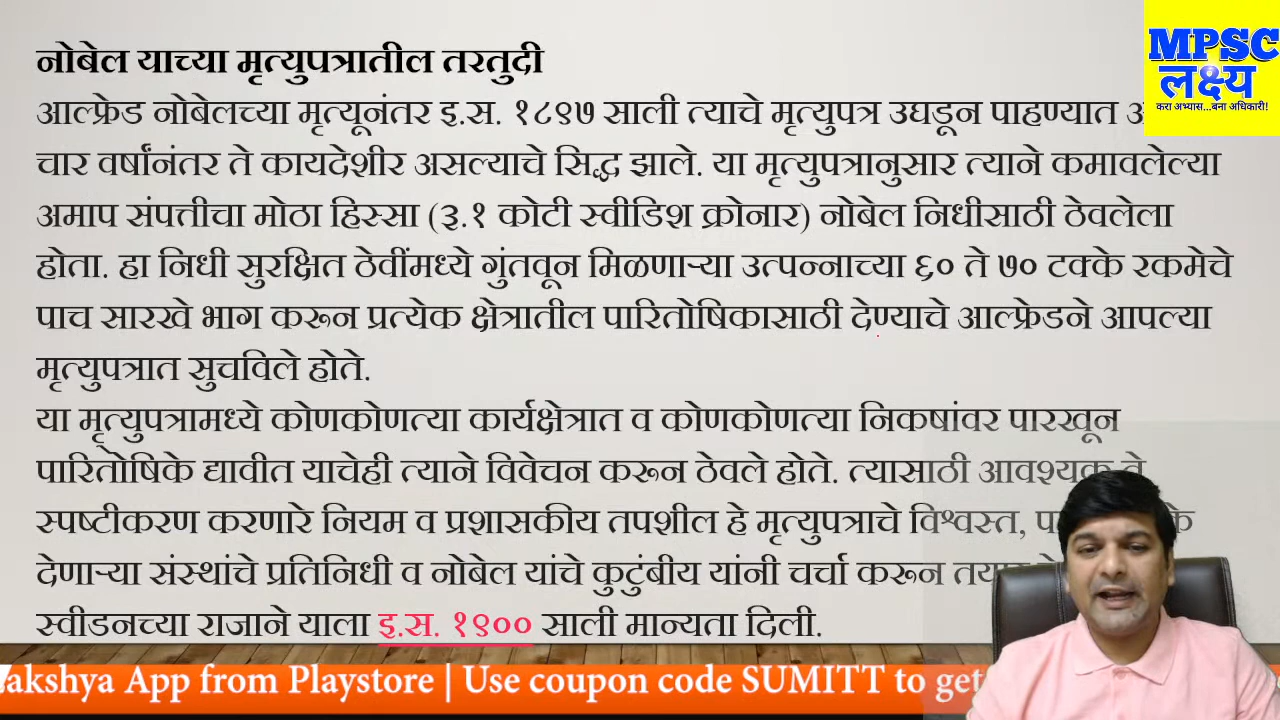 नोबेल याच्या मृत्युपत्रातील तरतुदी
आल्फ्रेड नोबेलच्या मृत्यूनंतर इ.स. १८९७ साली त्याचे मृत्युपत्र उघडून पाहण्यात
चार वर्षांनंतर ते कायदेशीर असल्याचे सिद्ध झाले. या मृत्युपत्रानुसार त्याने कमावलेल्या
अमाप संपत्तीचा मोठा हिस्सा (रू.१ कोटी स्वीडिश क्रोनार) नोबेल निधीसाठी ठेवलेला
होता. हा निधी सुरक्षित ठेवींमध्ये गुंतवून मिळणाऱ्या उत्पन्नाच्या ६० ते ७० टक्के रकमेचे
पाच सारखे भाग करून प्रत्येक क्षेत्रातील पारितोषिकासाठी देण्याचे आल्फ्रेडने आपल्या
मृत्युपत्रात सुचविले होते.
या मृत्युपत्रामध्ये कोणकोणत्या कार्यक्षेत्रात व कोणकोणत्या निकषांवर पारखून
पारितोषिके द्यावीत याचेही त्याने विवेचन करून ठेवले होते. त्यासाठी आवश्यक ते
स्पष्टीकरण करणारे नियम व प्रशासकीय तपशील हे मृत्युपत्राचे विश्वस्त,
देणाऱ्या संस्थांचे प्रतिनिधी व नोबेल यांचे कुटुंबीय यांनी चर्चा करून
स्वीडनच्या राजाने याला इ.स. १९०० साली मान्यता दिली.
MPSC
लक्ष्य
करा अभ्यास...बना अधिकारी!
akshya App from Playstore | Use coupon code SUMITT to get